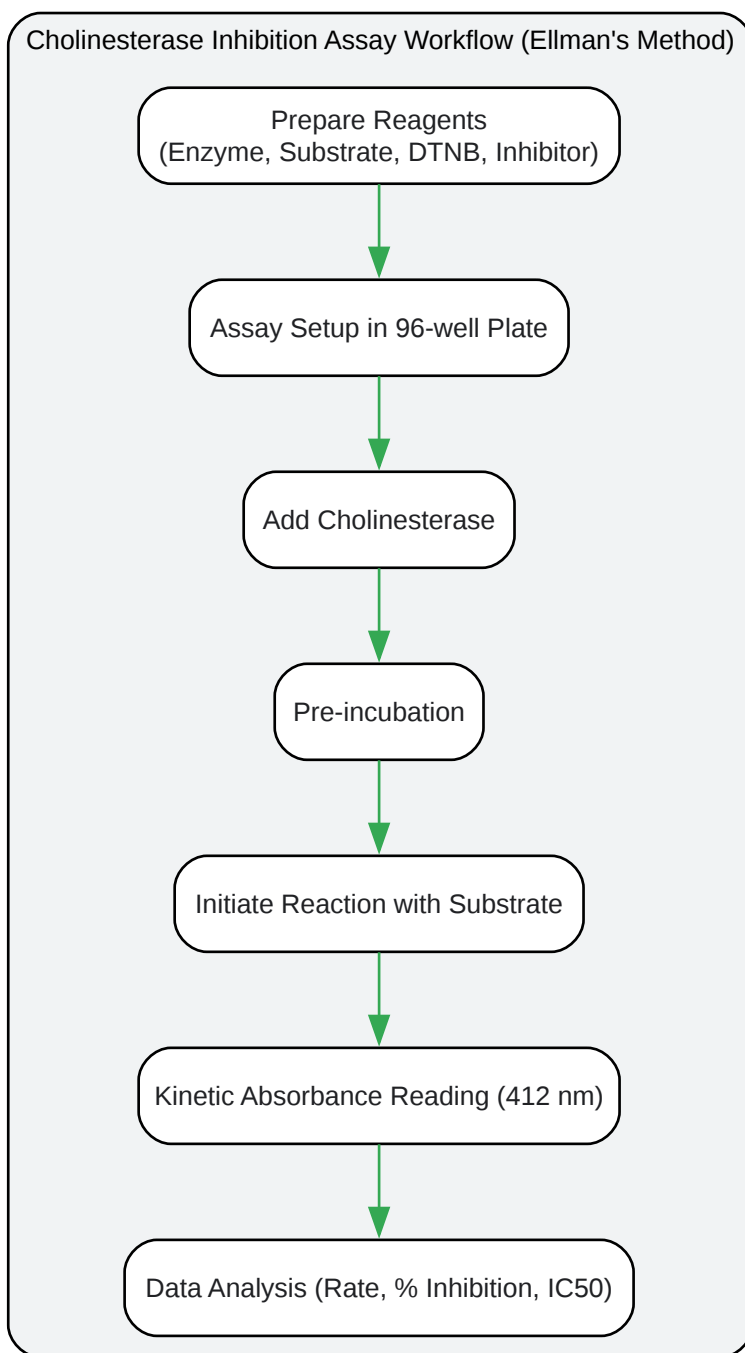 Cholinesterase Inhibition Assay Workflow (Ellman's Method)
Prepare Reagents
(Enzyme, Substrate, DTNB, Inhibitor)
Assay Setup in 96-well Plate
Add Cholinesterase
Pre-incubation
Initiate Reaction with Substrate
Kinetic Absorbance Reading (412 nm)
Data Analysis (Rate, % Inhibition, IC50)